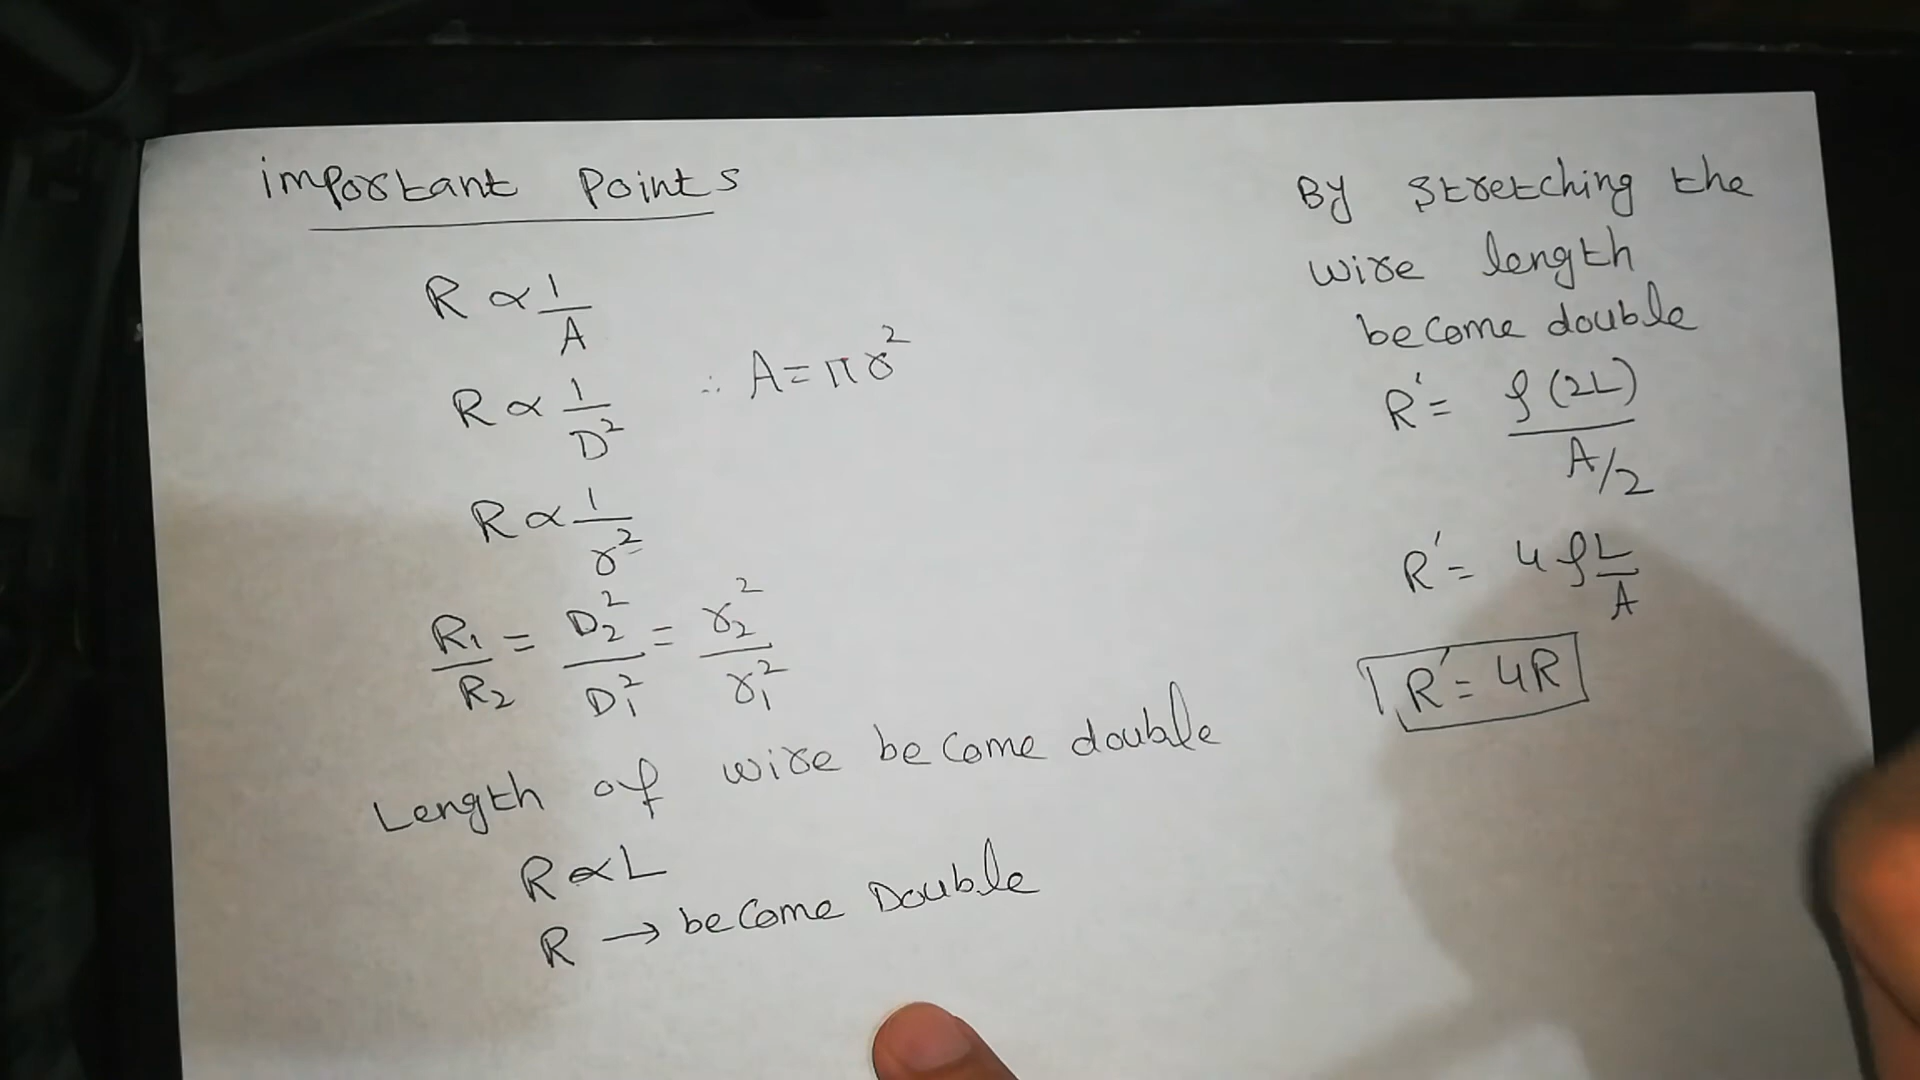 important Points
R ∝ 1/A
R ∝ 1/D²
∴ A = πr²
R ∝ 1/r²
R₁/R₂ = D₂²/D₁² = r₂²/r₁²
Length of wire become double
R ∝ L
R → become Double
By stretching the
wire length
become double
R' = ρ(2L) / A/2
R' = 4 ρ L/A
R' = 4R